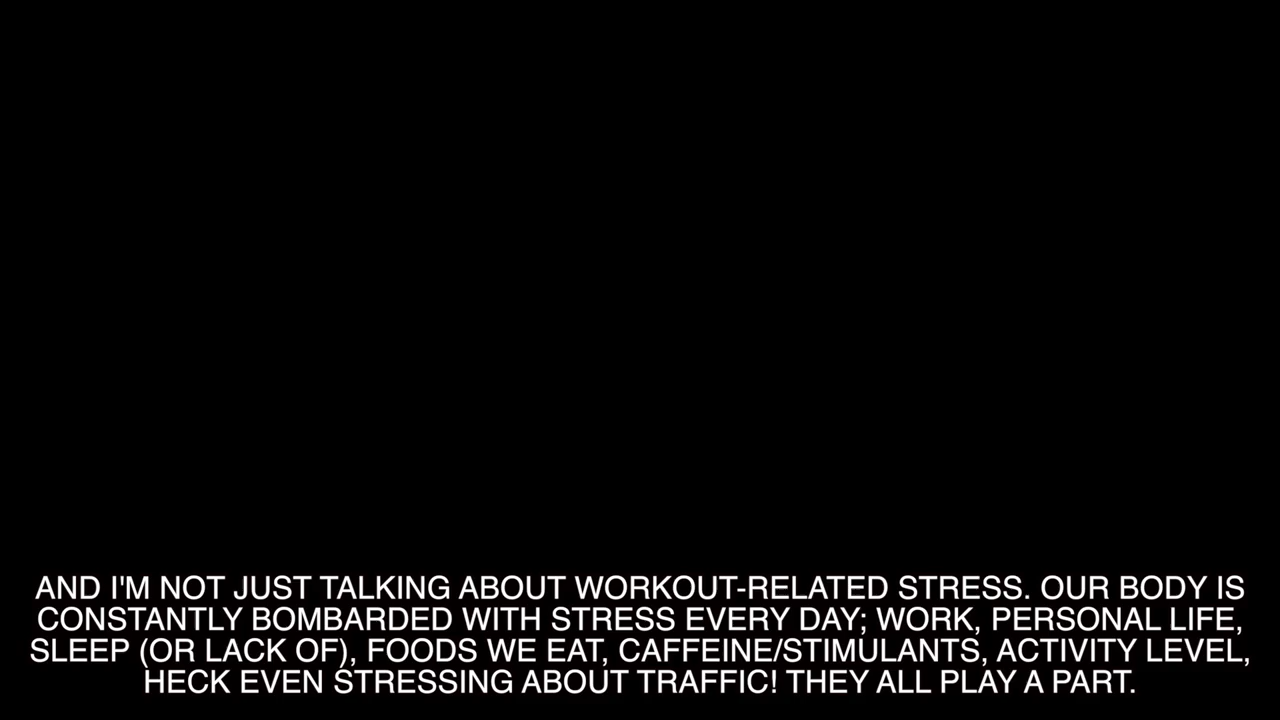 AND I'M NOT JUST TALKING ABOUT WORKOUT-RELATED STRESS. OUR BODY IS
CONSTANTLY BOMBARDED WITH STRESS EVERY DAY; WORK, PERSONAL LIFE,
SLEEP (OR LACK OF), FOODS WE EAT, CAFFEINE/STIMULANTS, ACTIVITY LEVEL,
HECK EVEN STRESSING ABOUT TRAFFIC! THEY ALL PLAY A PART.